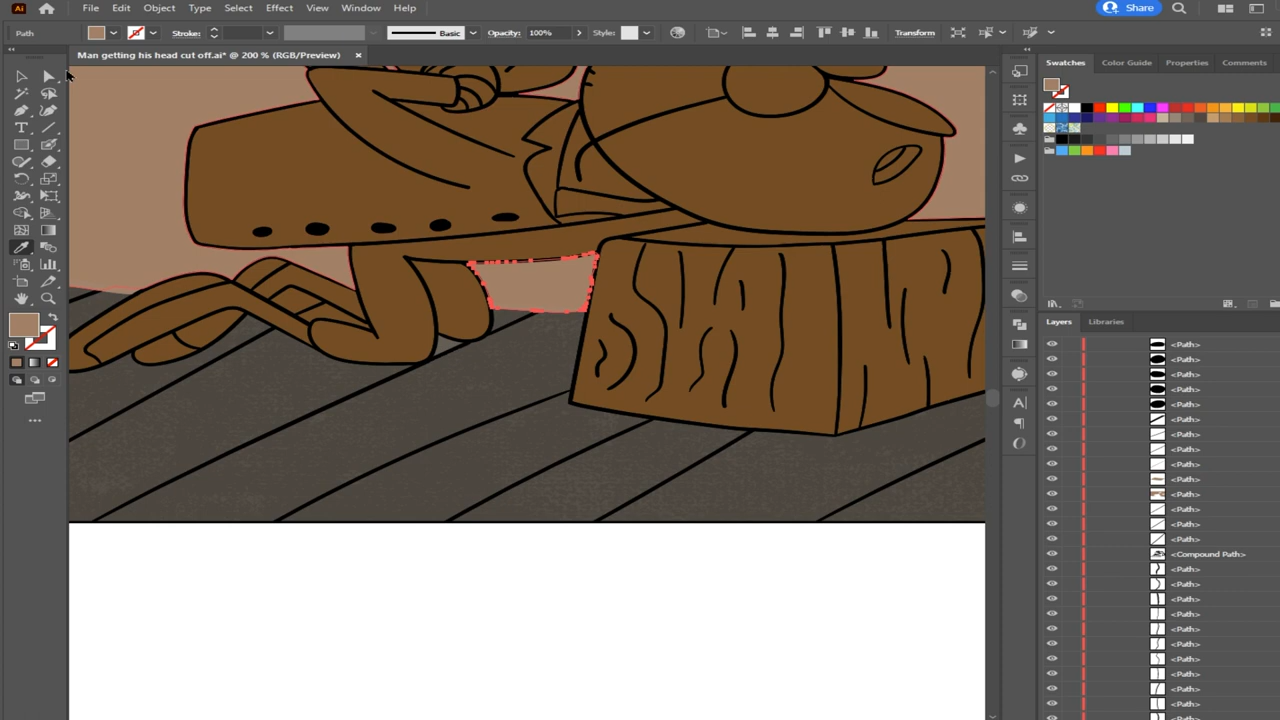 Ai File Edit Object Type Select Effect View Window Help Share
Path Stroke: Basic Opacity: 100% Style: Transform
Man getting his head cut off.ai* @ 200 % (RGB/Preview) ×
Swatches Color Guide Properties Comments
Layers Libraries
<Path>
<Path>
<Path>
<Path>
<Path>
<Path>
<Path>
<Path>
<Path>
<Path>
<Path>
<Path>
<Path>
<Path>
<Compound Path>
<Path>
<Path>
<Path>
<Path>
<Path>
<Path>
<Path>
<Path>
<Path>
<Path>